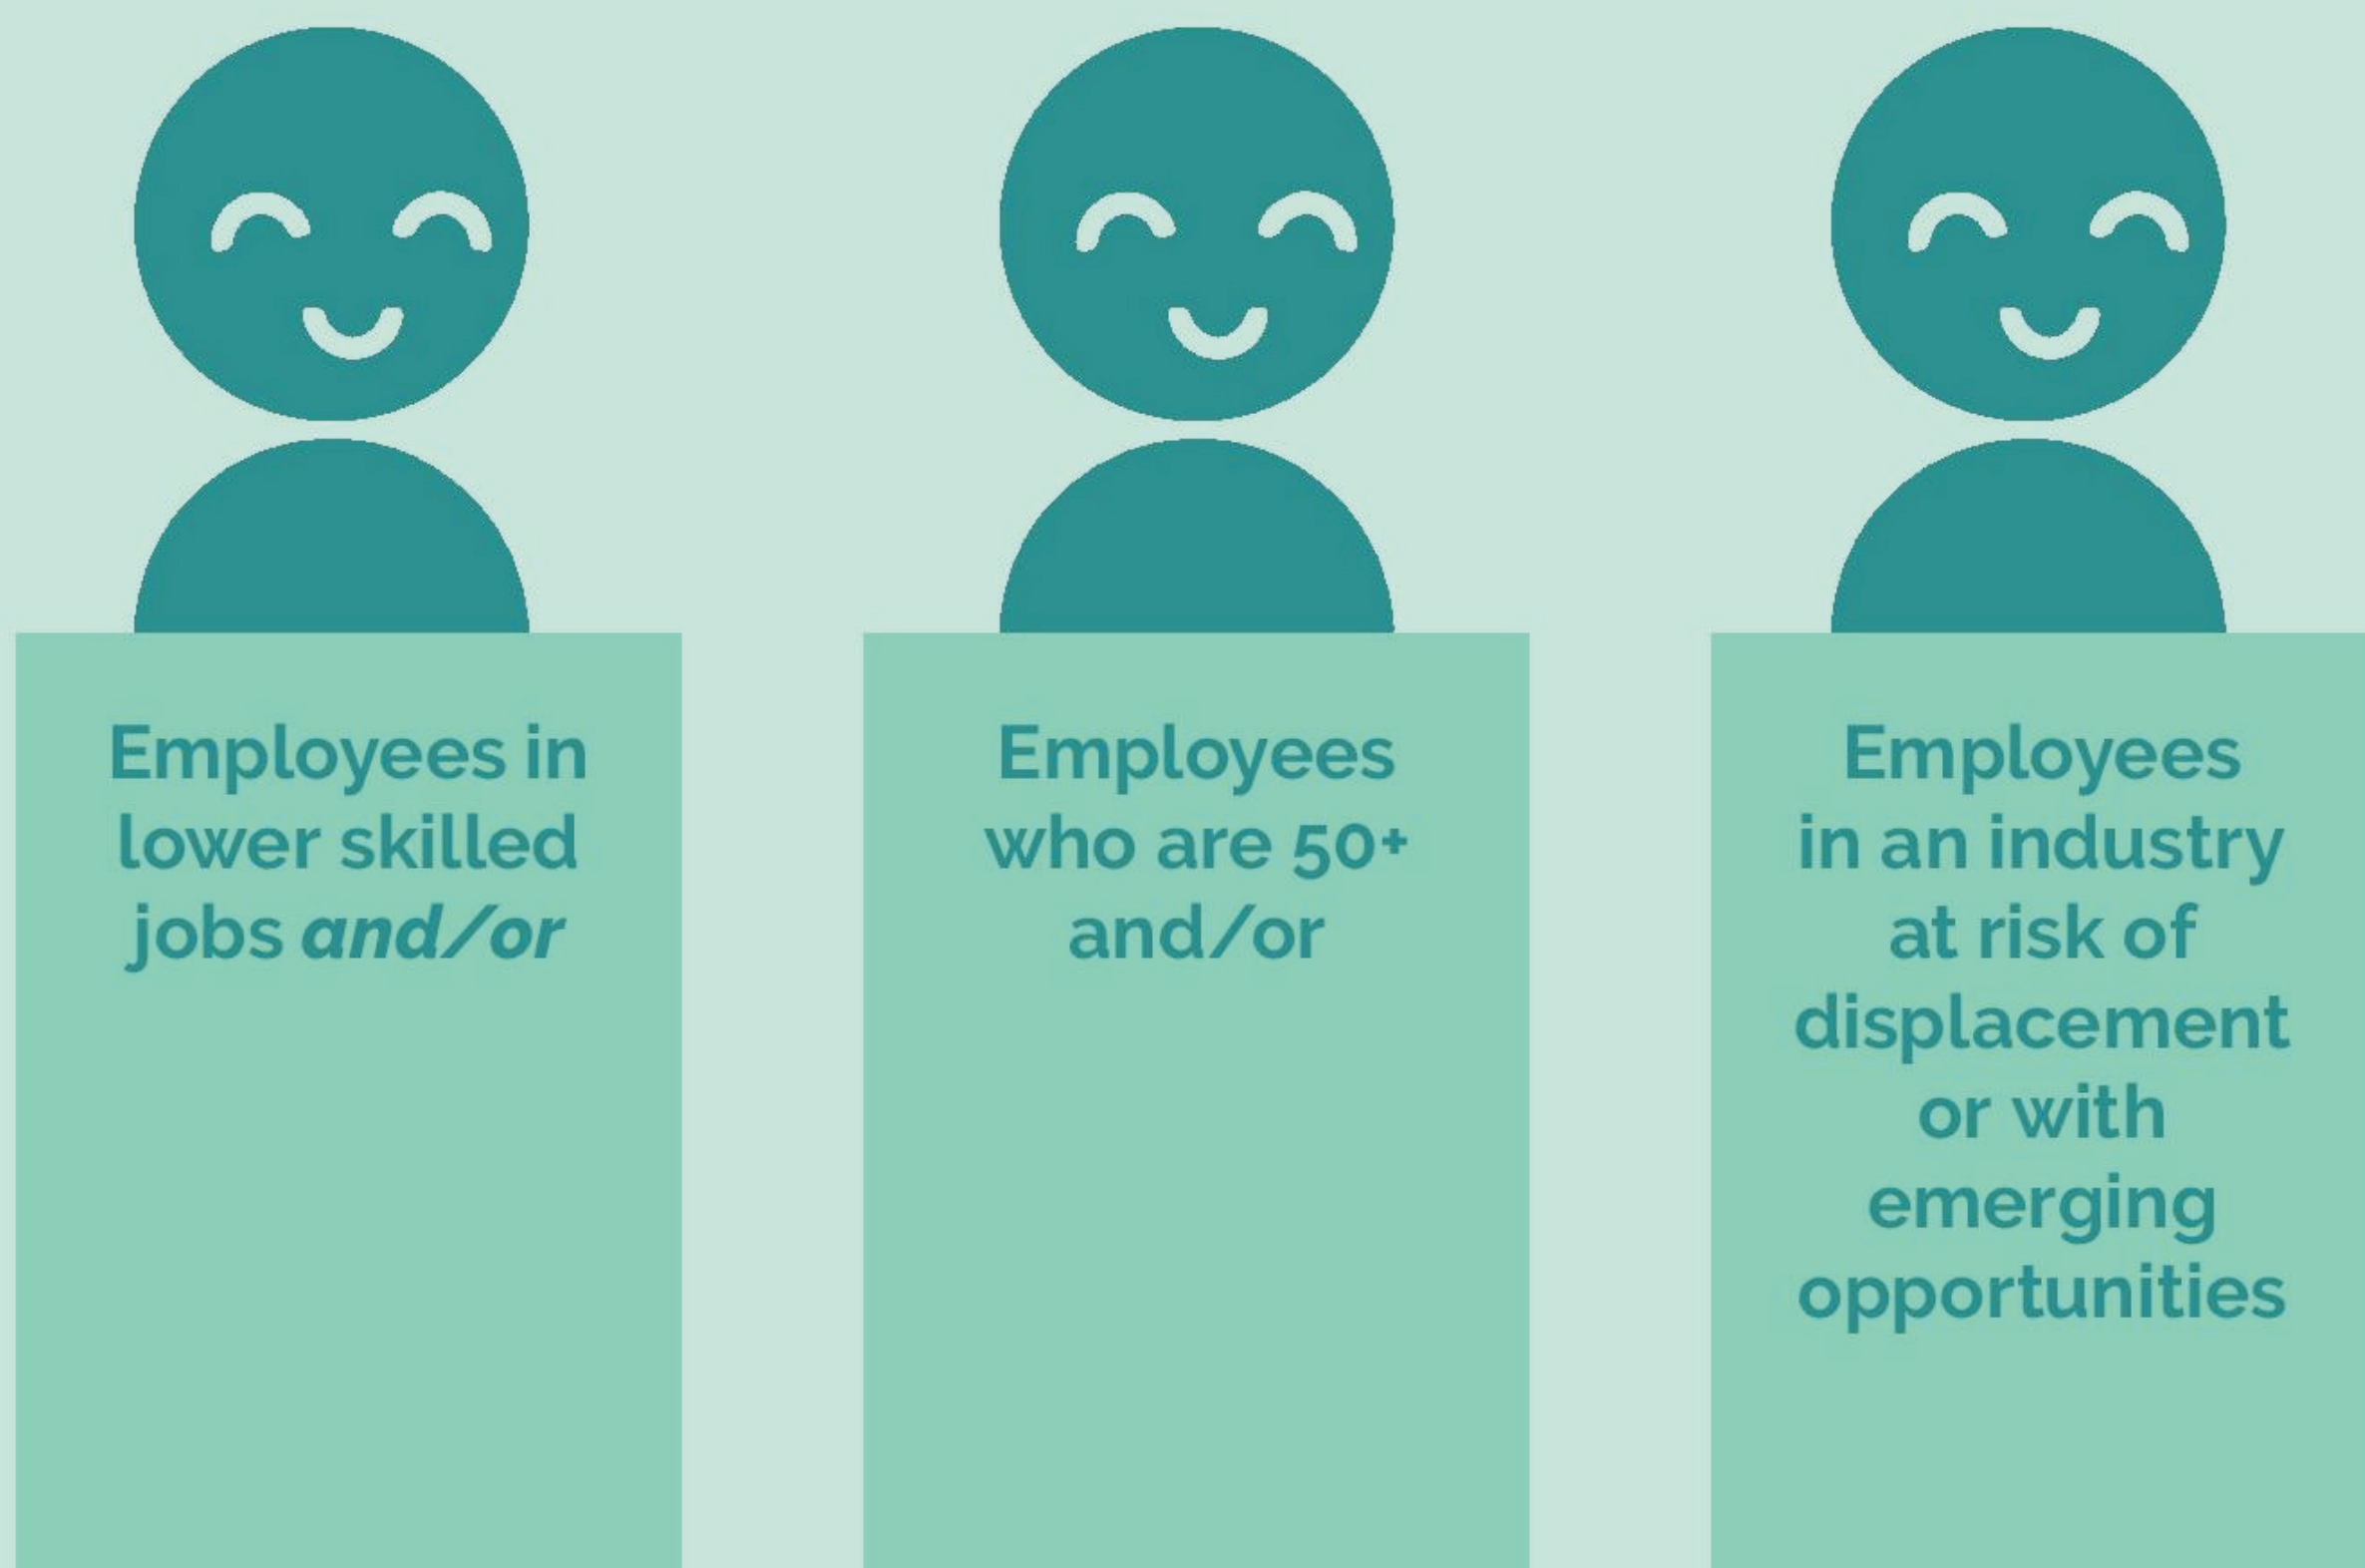 Employees in
lower skilled
jobs and/or
Employees
who are 50+
and/or
Employees
in an industry
at risk of
displacement
or with
emerging
opportunities